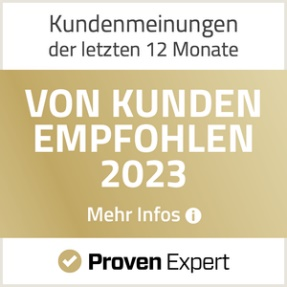 Kundenmeinungen
der letzten 12 Monate
VON KUNDEN
EMPFOHLEN
2023
Mehr Infos i
Proven Expert